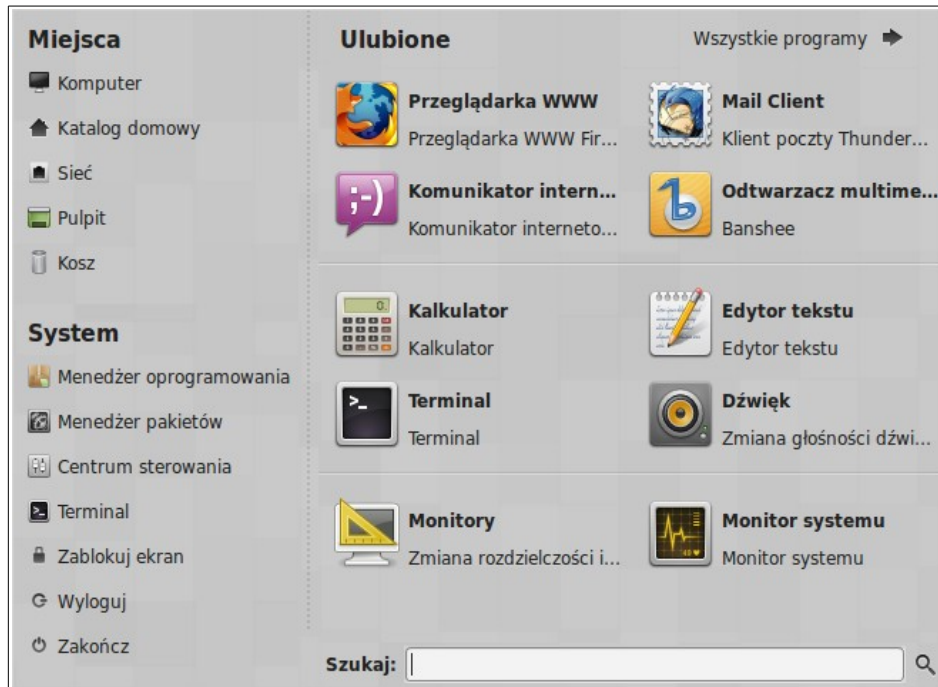 Miejsca
Komputer
Katalog domowy
Sieć
Pulpit
Kosz
System
Menedżer oprogramowania
Menedżer pakietów
Centrum sterowania
Terminal
Zablokuj ekran
Wyloguj
Zakończ
Ulubione
Wszystkie programy
Przeglądarka WWW
Przeglądarka WWW Fir...
Mail Client
Klient poczty Thunder...
;-)
Komunikator intern...
Komunikator interneto...
Odtwarzacz multime...
Banshee
0.
Kalkulator
Kalkulator
Edytor tekstu
Edytor tekstu
>_
Terminal
Terminal
Dźwięk
Zmiana głośności dźwi...
Monitory
Zmiana rozdzielczości i...
Monitor systemu
Monitor systemu
Szukaj: